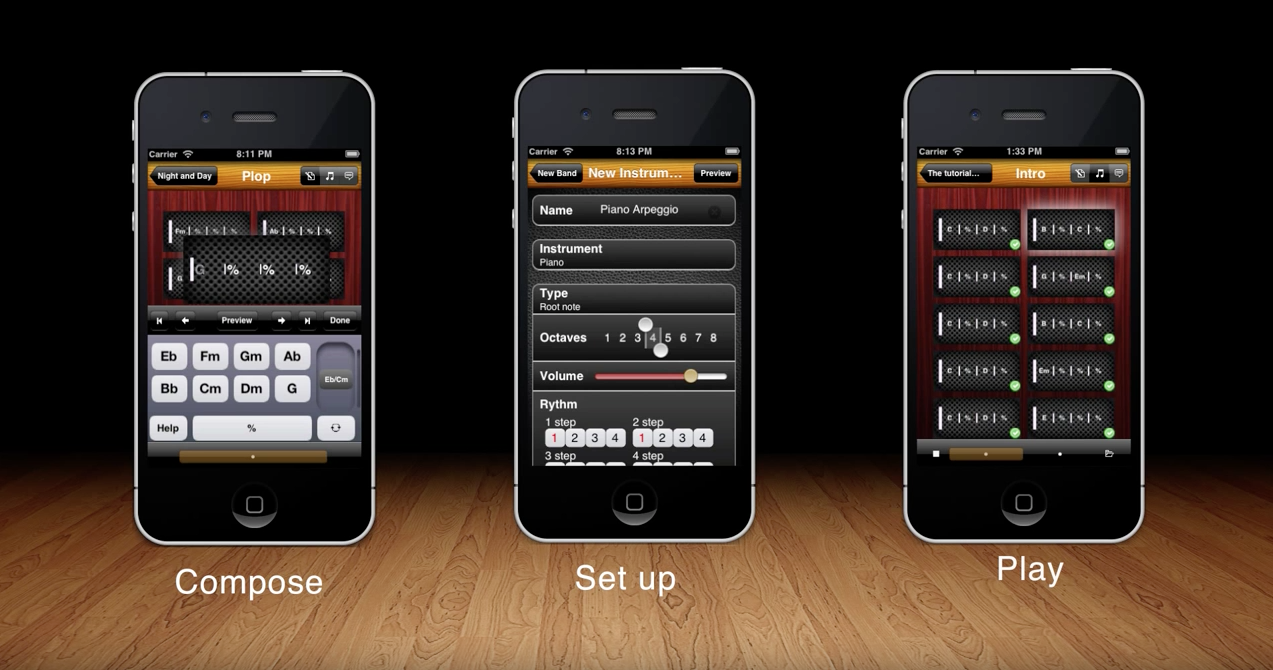 Carrier 8:11 PM
Night and Day Plop
Fm | % | % | % Ab | % | % | %
G
G |% |% |%
Preview Done
Eb Fm Gm Ab
Eb/Cm
Bb Cm Dm G
Help %
Compose
Carrier 8:13 PM
New Band New Instrum... Preview
Name Piano Arpeggio
Instrument
Piano
Type
Root note
Octaves 1 2 3 4 5 6 7 8
Volume
Rythm
1 step 2 step
1 2 3 4 1 2 3 4
3 step 4 step
Set up
Carrier 1:33 PM
The tutorial... Intro
C | % | D | % B | % | C | %
C | % | D | % G | % | Em | %
C | % | D | % B | % | % | %
C | % | D | % Em | % | % | %
C | % | D | % E | % | % | %
Play